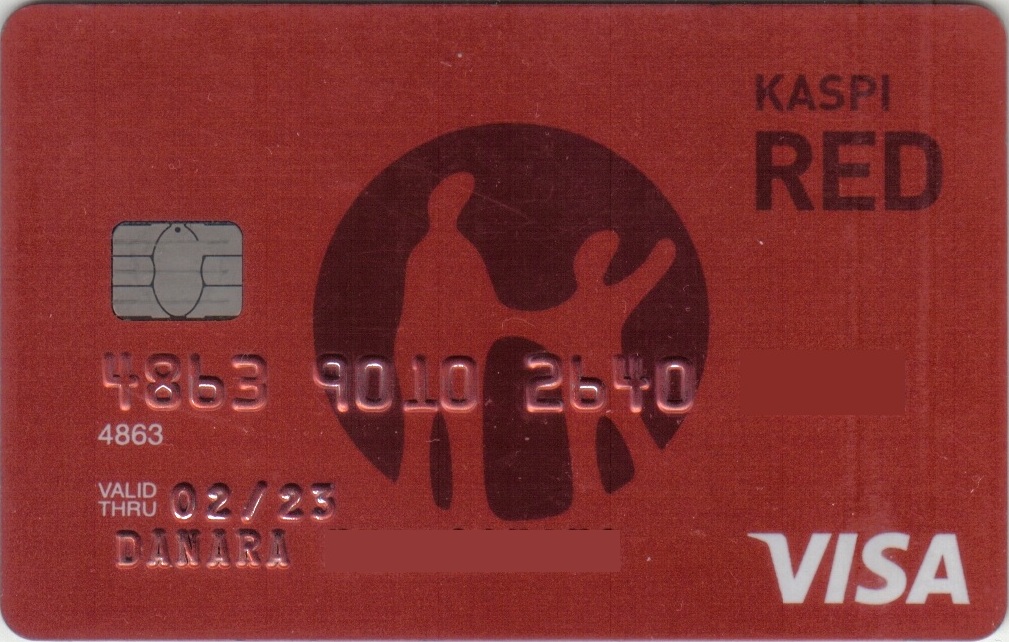 KASPI
RED
4863 9010 2640
4863
VALID THRU 02/23
DANARA
VISA